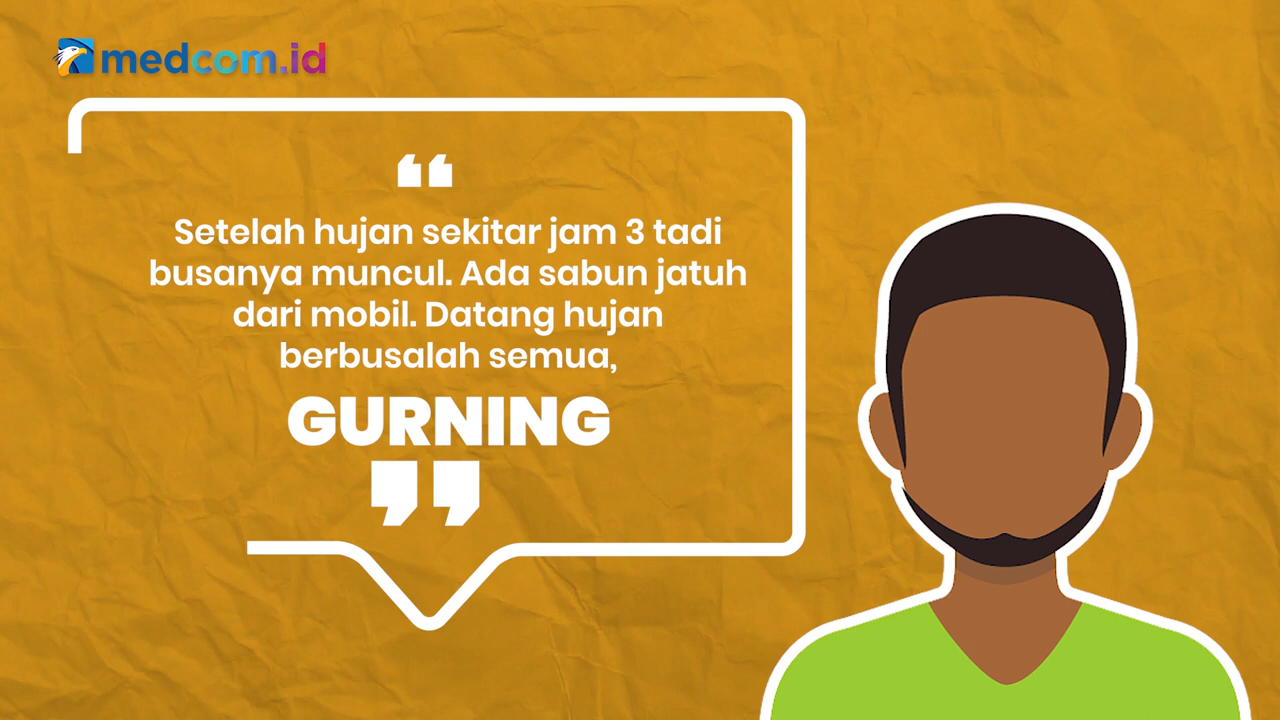 medcom.id
“
Setelah hujan sekitar jam 3 tadi
busanya muncul. Ada sabun jatuh
dari mobil. Datang hujan
berbusalah semua,
GURNING
”